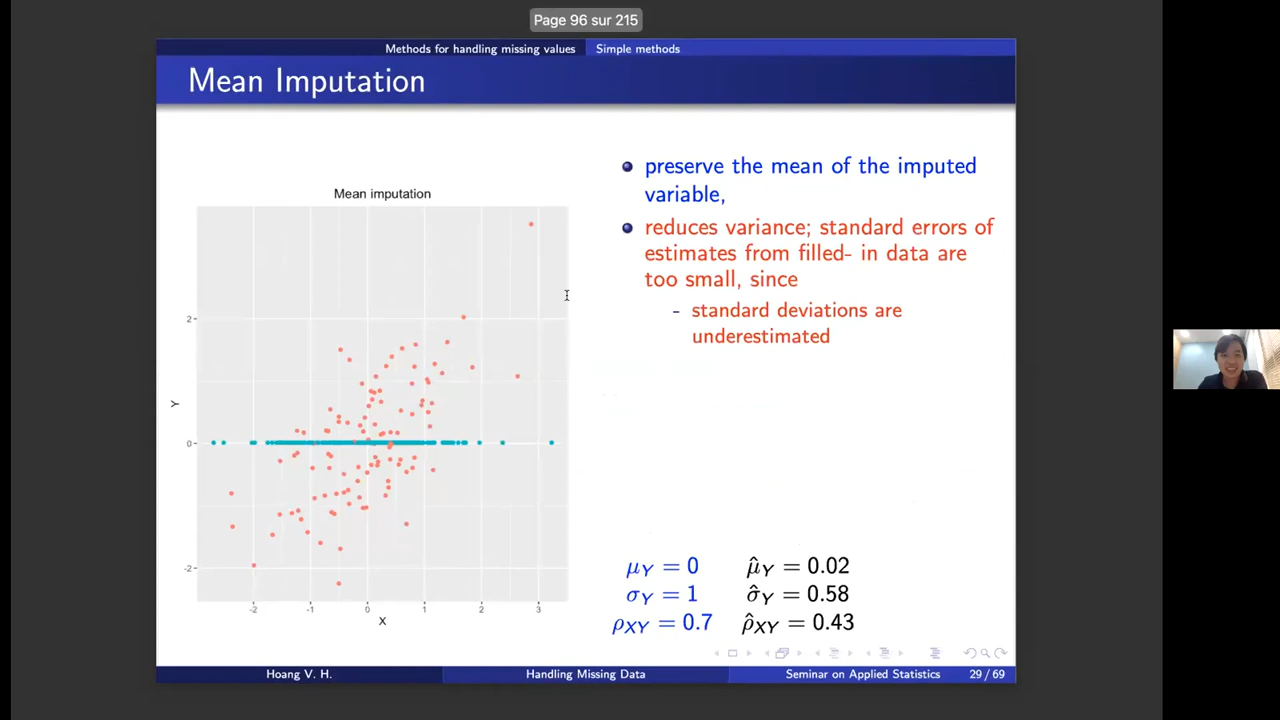 Page 96 sur 215
Methods for handling missing values Simple methods
Mean Imputation
preserve the mean of the imputed
variable,
reduces variance; standard errors of
estimates from filled- in data are
too small, since
- standard deviations are
underestimated
Mean imputation
Y
2
0
-2
-2 -1 0 1 2 3
X
μY = 0 μ̂Y = 0.02
σY = 1 σ̂Y = 0.58
ρXY = 0.7 ρ̂XY = 0.43
Hoang V. H. Handling Missing Data Seminar on Applied Statistics 29 / 69